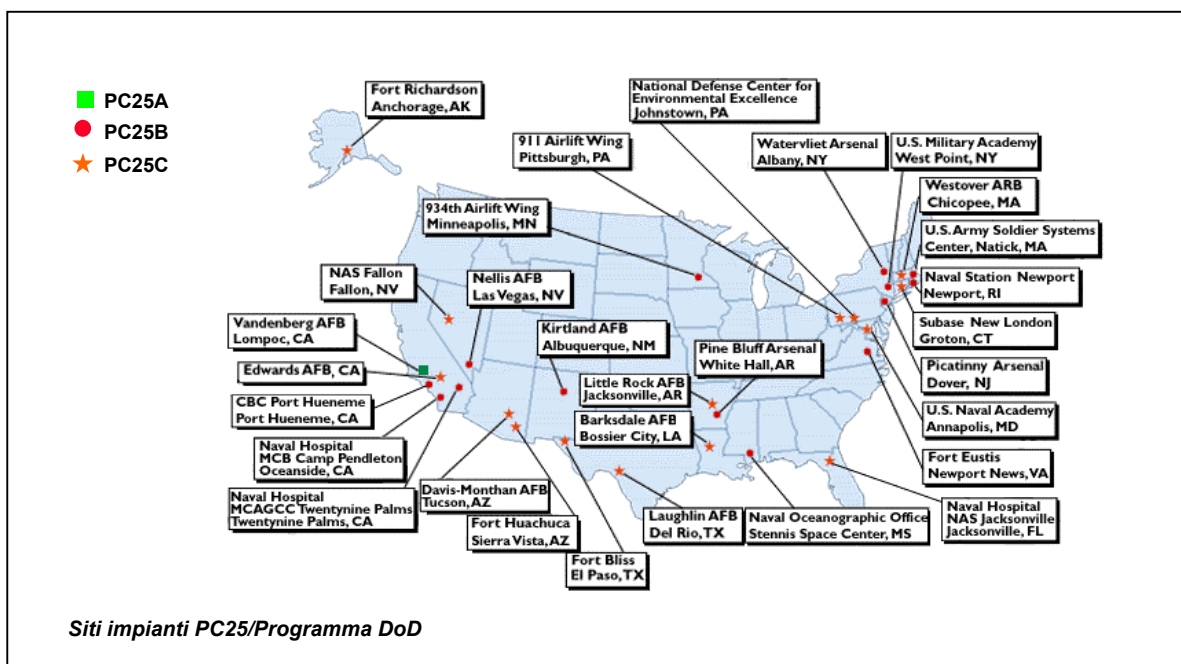 PC25A
PC25B
PC25C
Fort Richardson
Anchorage, AK
National Defense Center for
Environmental Excellence
Johnstown, PA
911 Airlift Wing
Pittsburgh, PA
Watervliet Arsenal
Albany, NY
U.S. Military Academy
West Point, NY
Westover ARB
Chicopee, MA
934th Airlift Wing
Minneapolis, MN
U.S. Army Soldier Systems
Center, Natick, MA
NAS Fallon
Fallon, NV
Nellis AFB
Las Vegas, NV
Naval Station Newport
Newport, RI
Vandenberg AFB
Lompoc, CA
Kirtland AFB
Albuquerque, NM
Subase New London
Groton, CT
Pine Bluff Arsenal
White Hall, AR
Edwards AFB, CA
Picatinny Arsenal
Dover, NJ
Little Rock AFB
Jacksonville, AR
CBC Port Hueneme
Port Hueneme, CA
U.S. Naval Academy
Annapolis, MD
Barksdale AFB
Bossier City, LA
Naval Hospital
MCB Camp Pendleton
Oceanside, CA
Fort Eustis
Newport News, VA
Naval Hospital
MCAGCC Twentynine Palms
Twentynine Palms, CA
Davis-Monthan AFB
Tucson, AZ
Fort Huachuca
Sierra Vista, AZ
Laughlin AFB
Del Rio, TX
Naval Oceanographic Office
Stennis Space Center, MS
Naval Hospital
NAS Jacksonville
Jacksonville, FL
Fort Bliss
El Paso, TX
Siti impianti PC25/Programma DoD